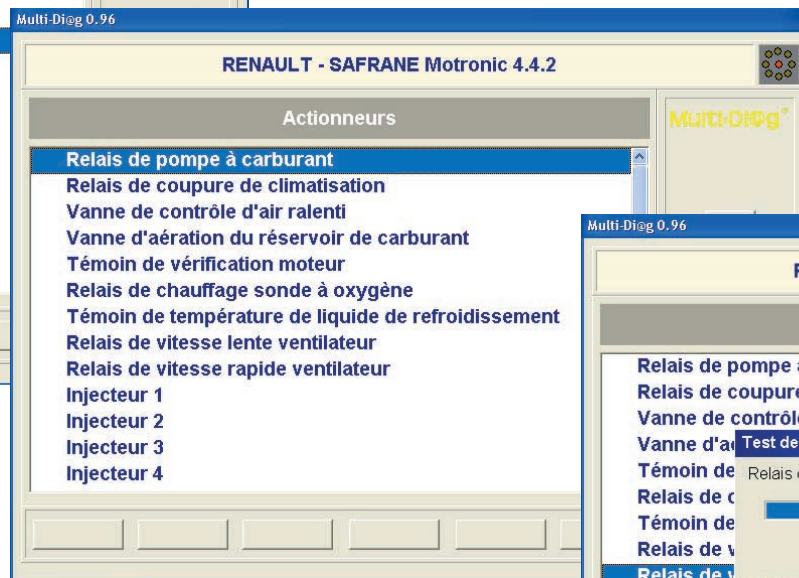 Multi-Di@g 0.96
RENAULT - SAFRANE Motronic 4.4.2
Actionneurs
Multi-Di@g
Relais de pompe à carburant
Relais de coupure de climatisation
Vanne de contrôle d'air ralenti
Vanne d'aération du réservoir de carburant
Témoin de vérification moteur
Relais de chauffage sonde à oxygène
Témoin de température de liquide de refroidissement
Relais de vitesse lente ventilateur
Relais de vitesse rapide ventilateur
Injecteur 1
Injecteur 2
Injecteur 3
Injecteur 4
Multi-Di@g 0.96
Relais de pompe
Relais de coupure
Vanne de contrôl
Vanne d'a
Test de
Témoin de
Relais
Relais de
Témoin de
Relais de
Relais de